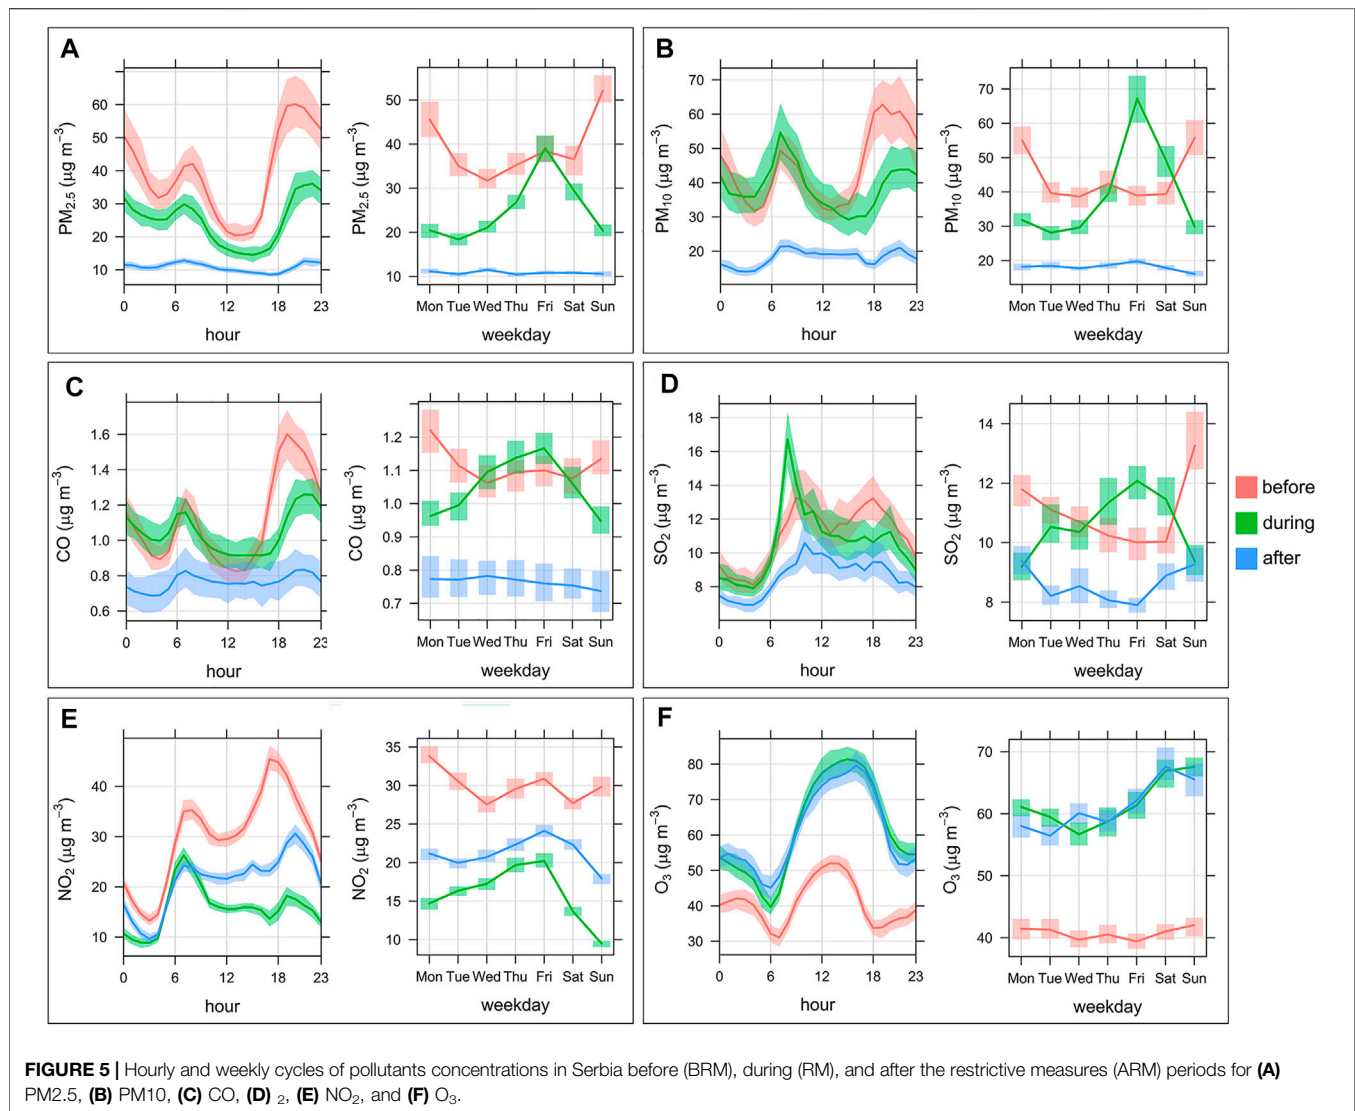 A
PM2.5 (µg m−3)
60
50
40
30
20
10
0 6 12 18 23
hour
PM2.5 (µg m−3)
50
40
30
20
10
Mon Tue Wed Thu Fri Sat Sun
weekday
B
PM10 (µg m−3)
70
60
50
40
30
20
0 6 12 18 23
hour
PM10 (µg m−3)
70
60
50
40
30
20
Mon Tue Wed Thu Fri Sat Sun
weekday
C
CO (µg m−3)
1.6
1.4
1.2
1.0
0.8
0.6
0 6 12 18 23
hour
CO (µg m−3)
1.2
1.1
1.0
0.9
0.8
0.7
Mon Tue Wed Thu Fri Sat Sun
weekday
D
SO2 (µg m−3)
18
16
14
12
10
8
0 6 12 18 23
hour
SO2 (µg m−3)
14
12
10
8
Mon Tue Wed Thu Fri Sat Sun
weekday
before
during
after
E
NO2 (µg m−3)
40
30
20
10
0 6 12 18 23
hour
NO2 (µg m−3)
35
30
25
20
15
10
Mon Tue Wed Thu Fri Sat Sun
weekday
F
O3 (µg m−3)
80
70
60
50
40
30
0 6 12 18 23
hour
O3 (µg m−3)
70
60
50
40
Mon Tue Wed Thu Fri Sat Sun
weekday
FIGURE 5 | Hourly and weekly cycles of pollutants concentrations in Serbia before (BRM), during (RM), and after the restrictive measures (ARM) periods for (A)
PM2.5, (B) PM10, (C) CO, (D) 2, (E) NO2, and (F) O3.